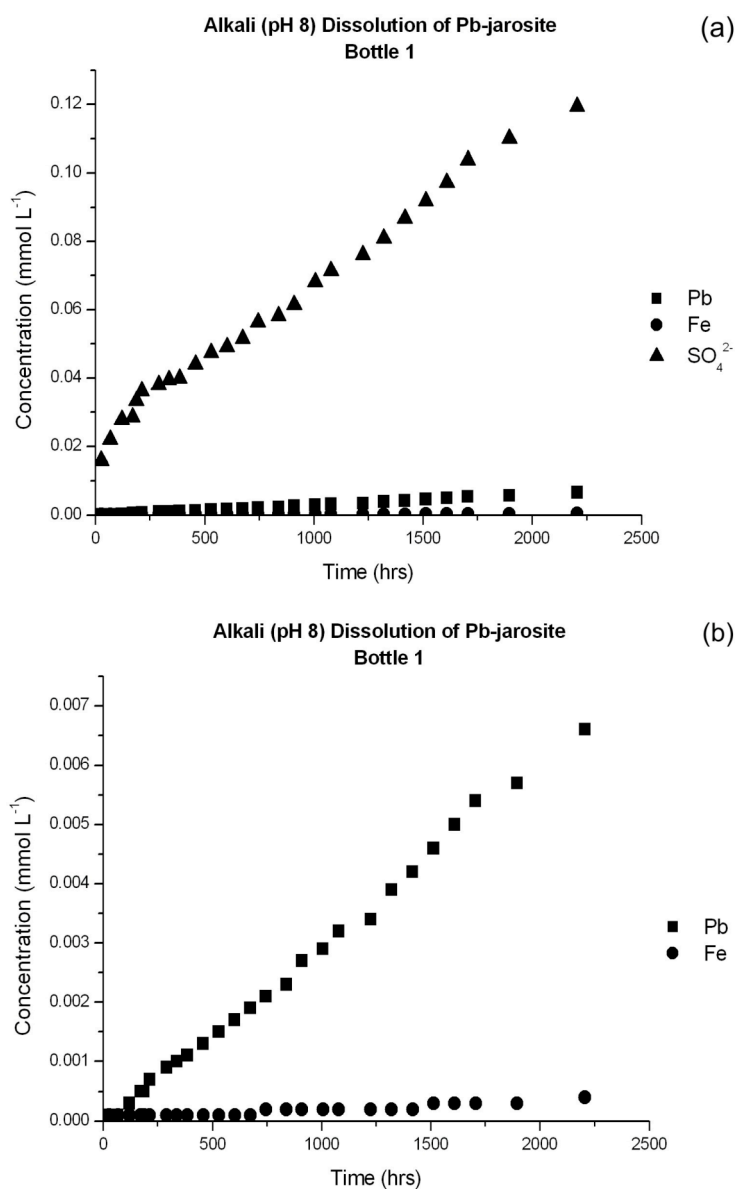 Alkali (pH 8) Dissolution of Pb-jarosite
Bottle 1
(a)
0.12
0.10
0.08
0.06
0.04
0.02
0.00
Concentration (mmol L⁻¹)
0
500
1000
1500
2000
2500
Time (hrs)
Pb
Fe
SO₄²⁻
Alkali (pH 8) Dissolution of Pb-jarosite
Bottle 1
(b)
0.007
0.006
0.005
0.004
0.003
0.002
0.001
0.000
Concentration (mmol L⁻¹)
0
500
1000
1500
2000
2500
Time (hrs)
Pb
Fe